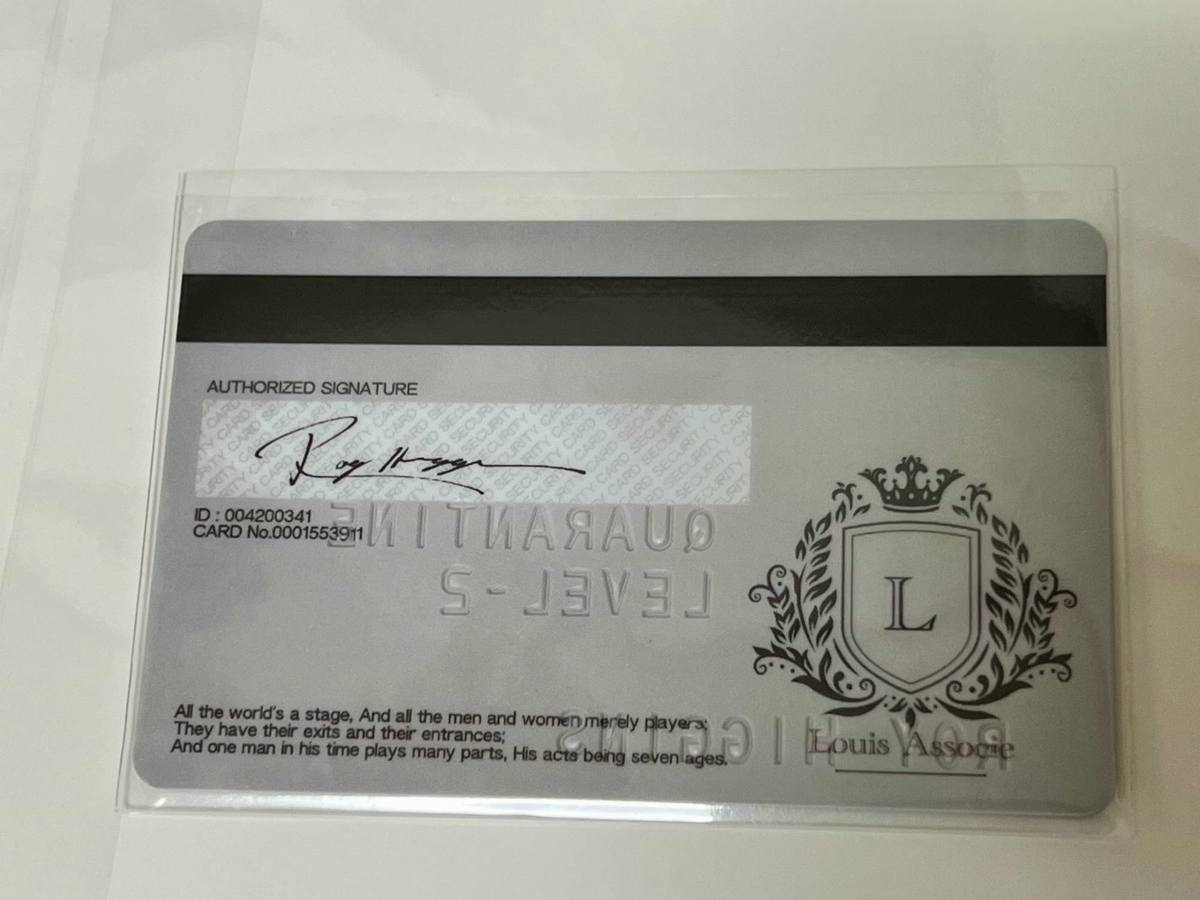 AUTHORIZED SIGNATURE
Roy Higgins
ID : 004200341
CARD No.0001553911
QUARANTINE
LEVEL-2
L
All the world's a stage, And all the men and women merely players;
They have their exits and their entrances;
And one man in his time plays many parts, His acts being seven ages.
ROY HIGGINS
Louis Associe